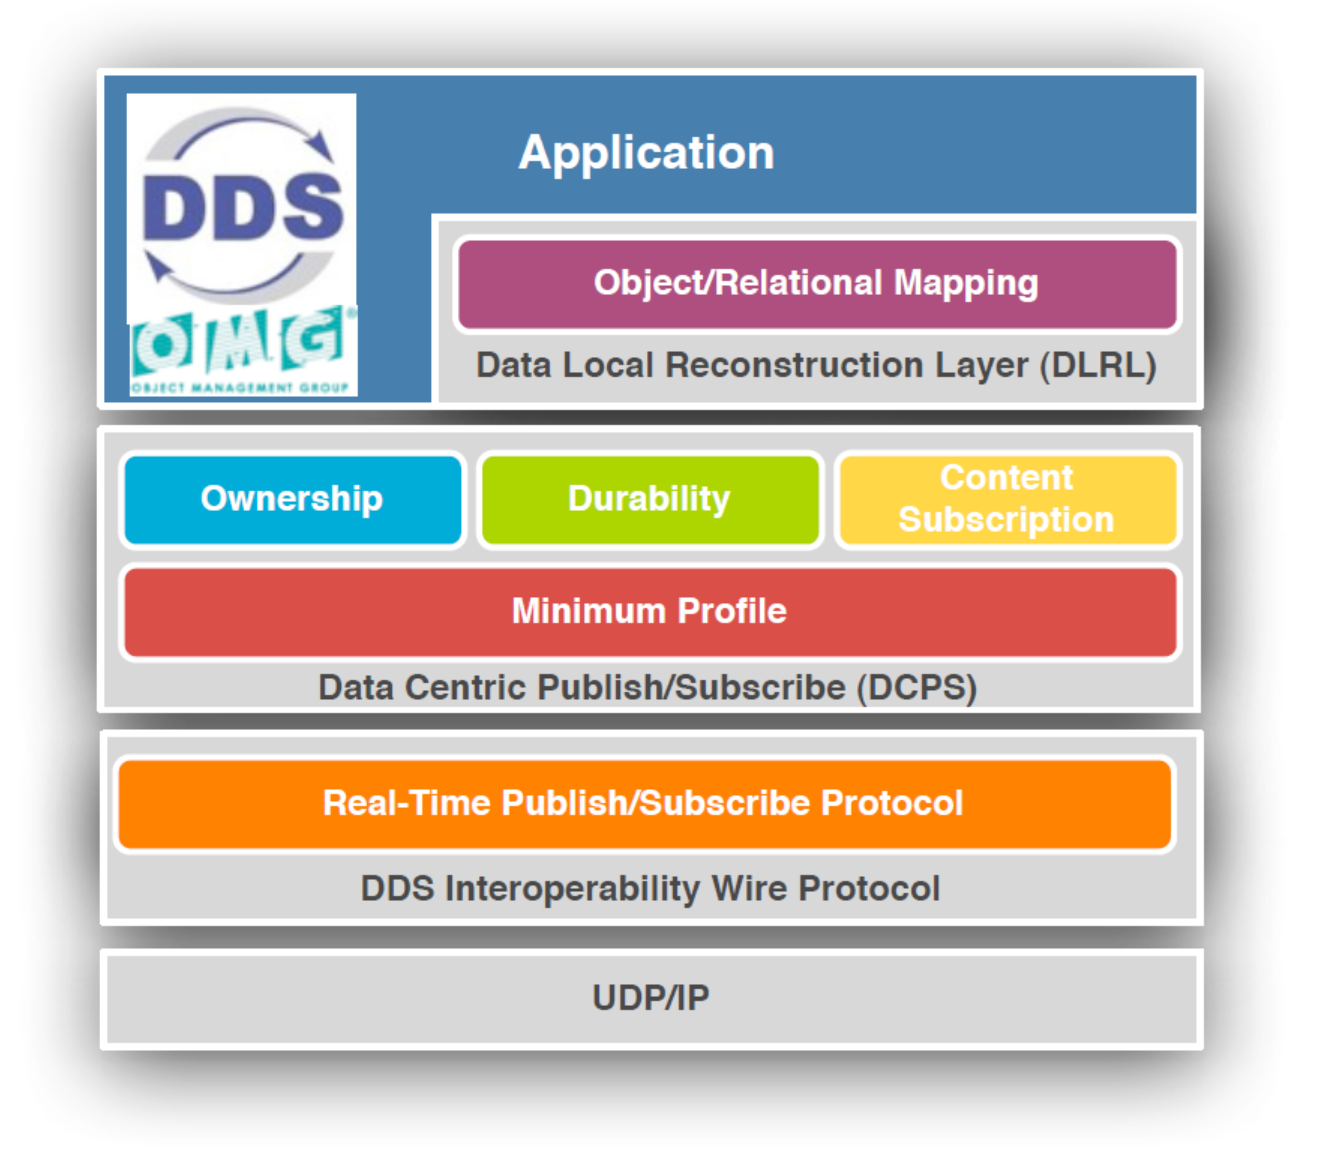 DDS
OMG®
OBJECT MANAGEMENT GROUP
Application
Object/Relational Mapping
Data Local Reconstruction Layer (DLRL)
Ownership
Durability
Content
Subscription
Minimum Profile
Data Centric Publish/Subscribe (DCPS)
Real-Time Publish/Subscribe Protocol
DDS Interoperability Wire Protocol
UDP/IP